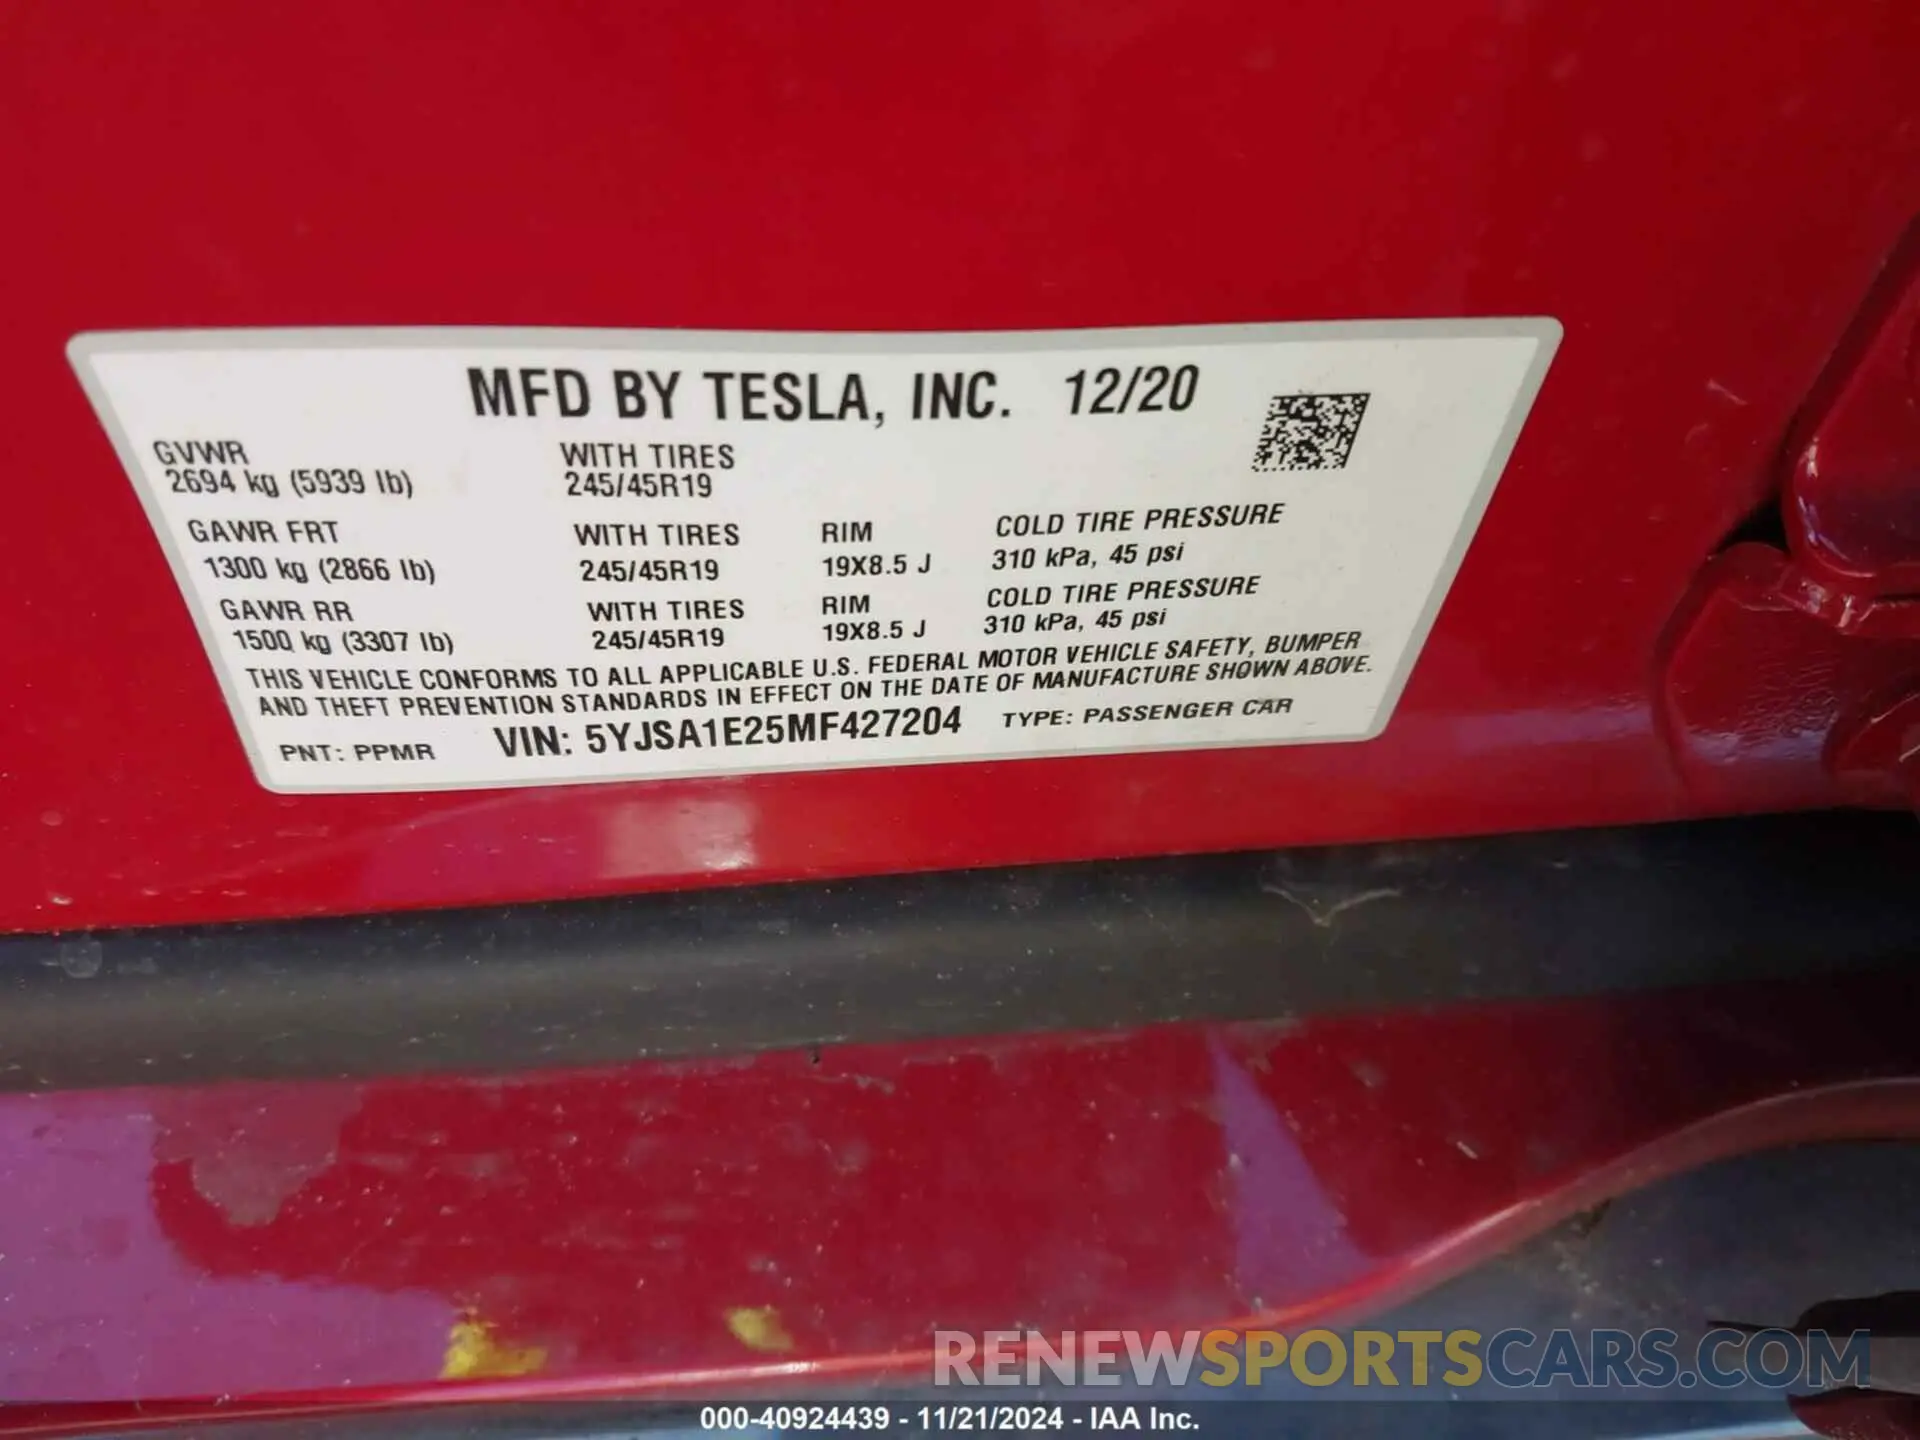 MFD BY TESLA, INC. 12/20
GVWR WITH TIRES
2694 kg (5939 lb) 245/45R19
GAWR FRT WITH TIRES RIM COLD TIRE PRESSURE
1300 kg (2866 lb) 245/45R19 19X8.5 J 310 kPa, 45 psi
GAWR RR WITH TIRES RIM COLD TIRE PRESSURE
1500 kg (3307 lb) 245/45R19 19X8.5 J 310 kPa, 45 psi
THIS VEHICLE CONFORMS TO ALL APPLICABLE U.S. FEDERAL MOTOR VEHICLE SAFETY, BUMPER
AND THEFT PREVENTION STANDARDS IN EFFECT ON THE DATE OF MANUFACTURE SHOWN ABOVE.
PNT: PPMR VIN: 5YJSA1E25MF427204 TYPE: PASSENGER CAR
RENEWSPORTSCARS.COM
000-40924439 - 11/21/2024 - IAA Inc.